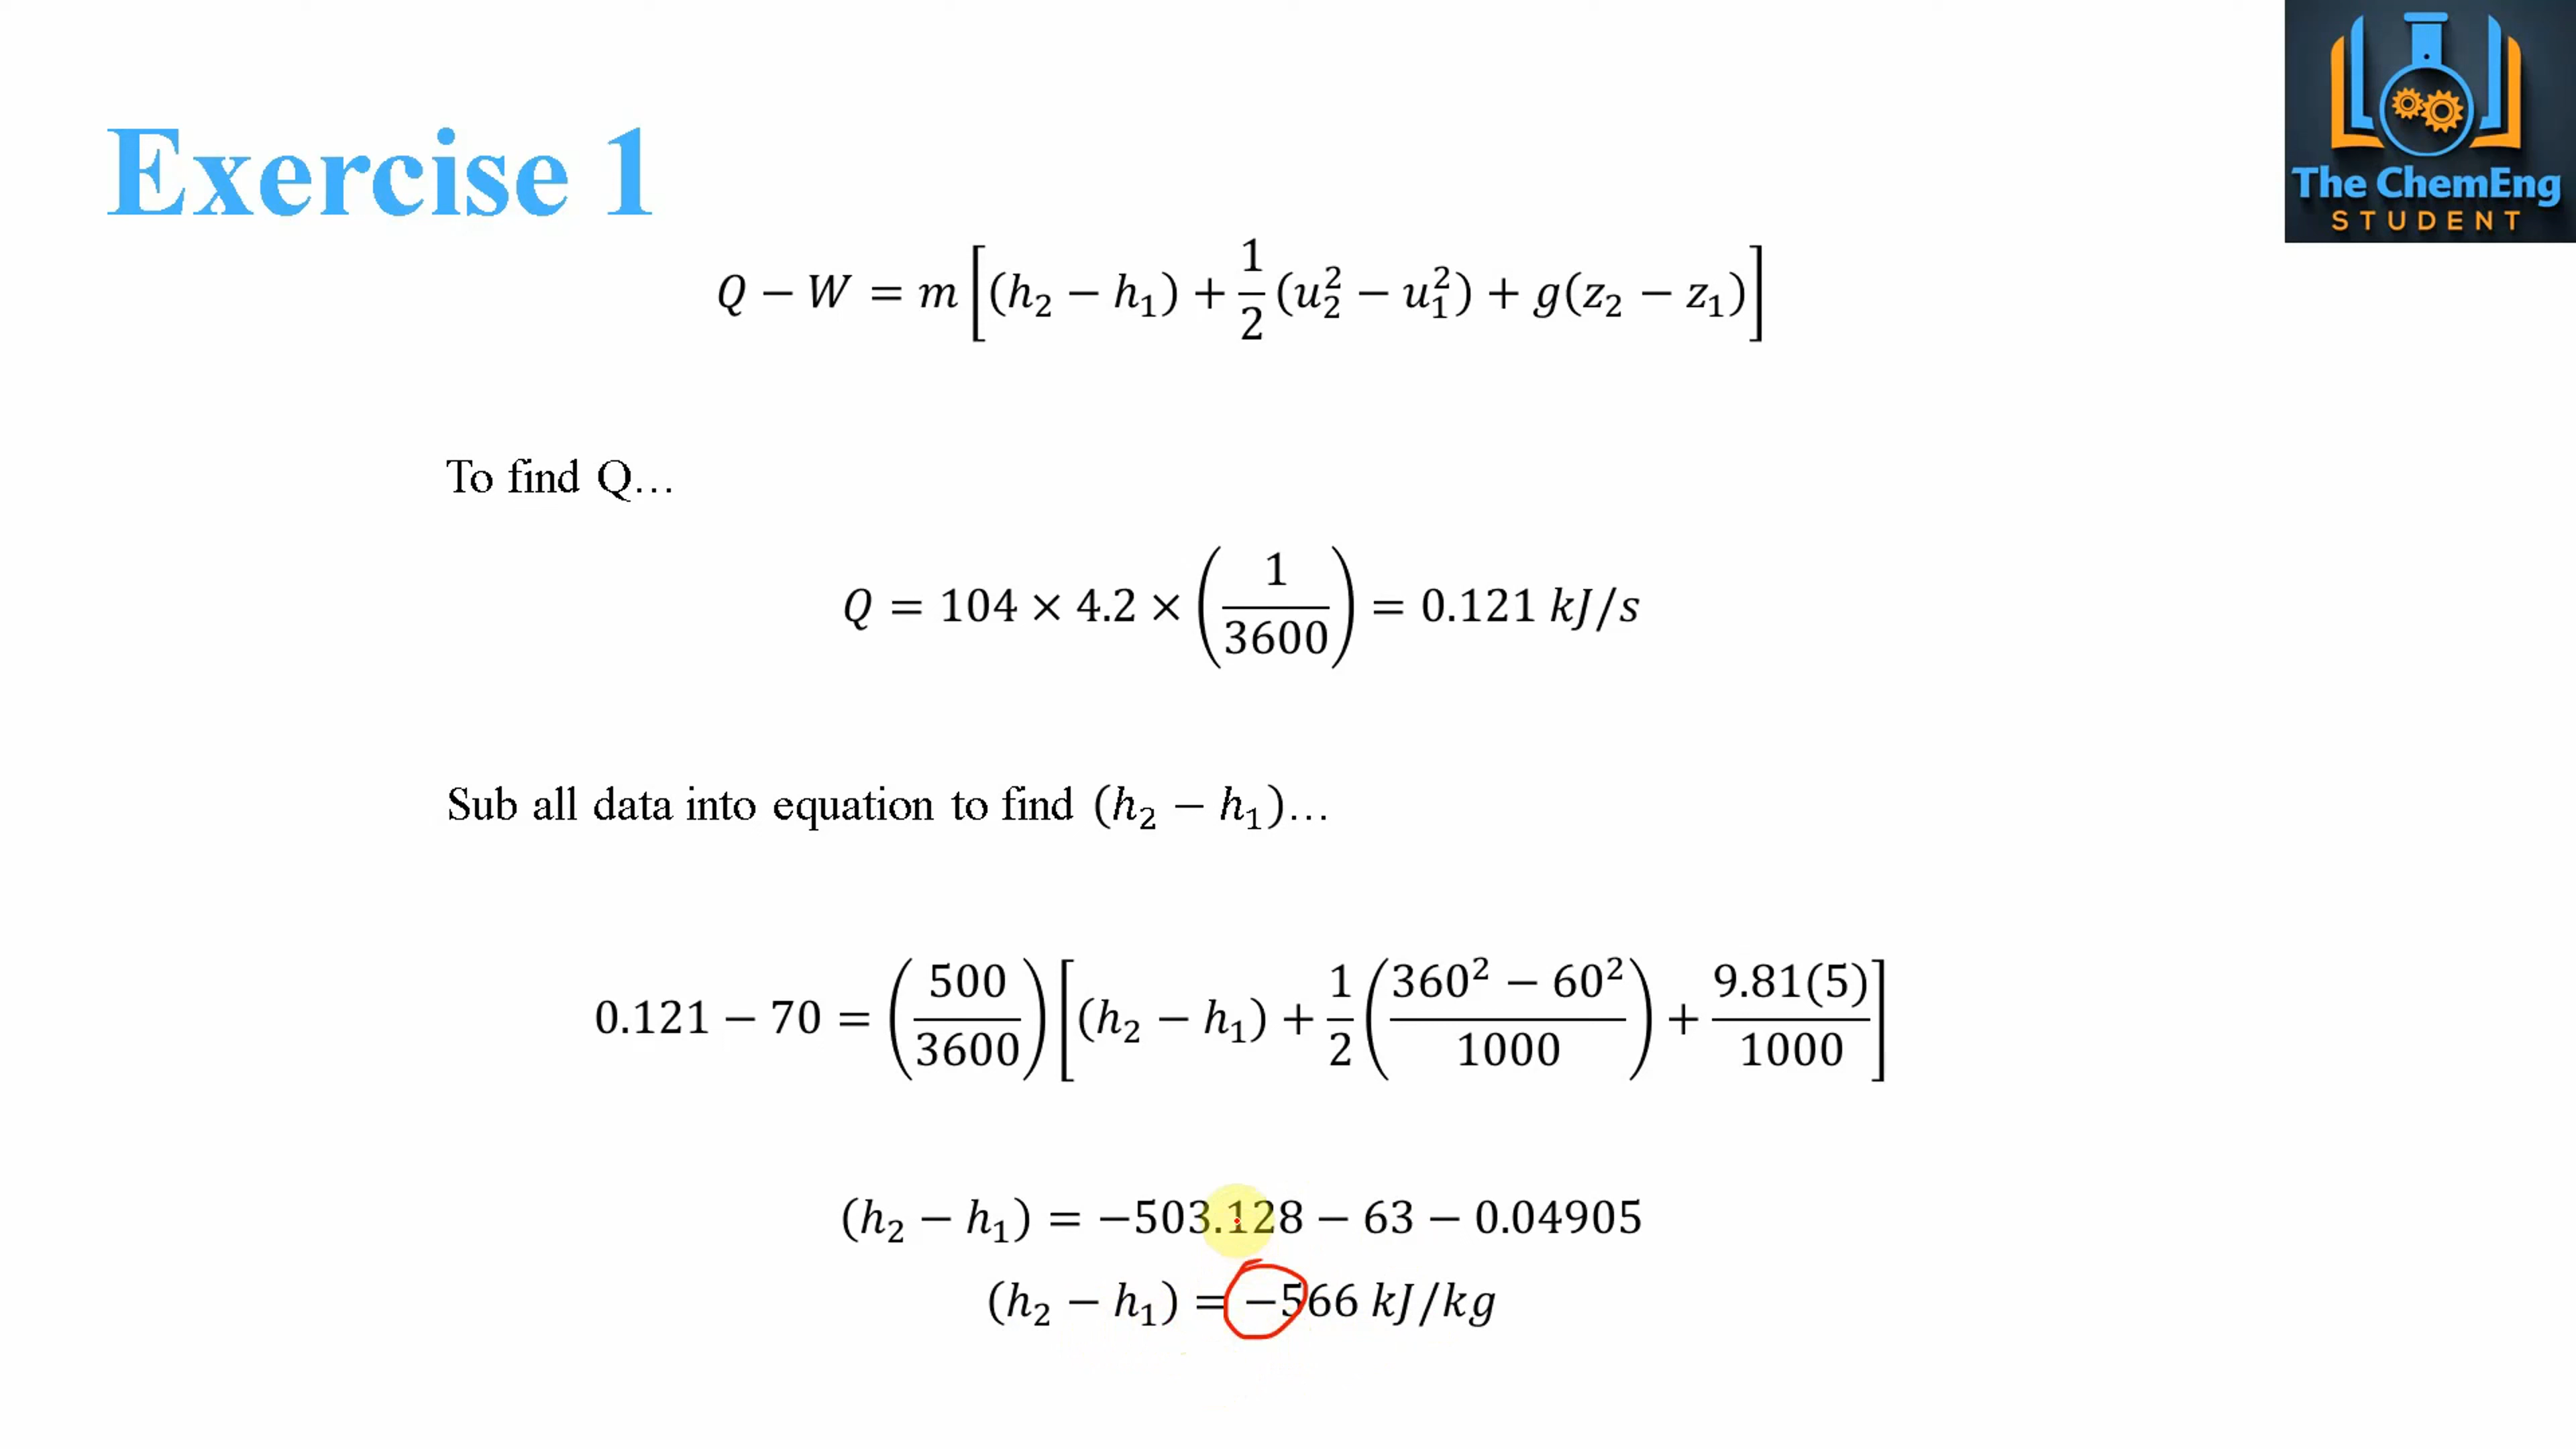 The ChemEng
STUDENT
Exercise 1
Q − W = m[(h₂ − h₁) + 1/2 (u₂² − u₁²) + g(z₂ − z₁)]
To find Q...
Q = 104 × 4.2 × (1/3600) = 0.121 kJ/s
Sub all data into equation to find (h₂ − h₁)...
0.121 − 70 = (500/3600)[(h₂ − h₁) + 1/2 ((360² − 60²)/1000) + 9.81(5)/1000]
(h₂ − h₁) = −503.128 − 63 − 0.04905
(h₂ − h₁) = −566 kJ/kg